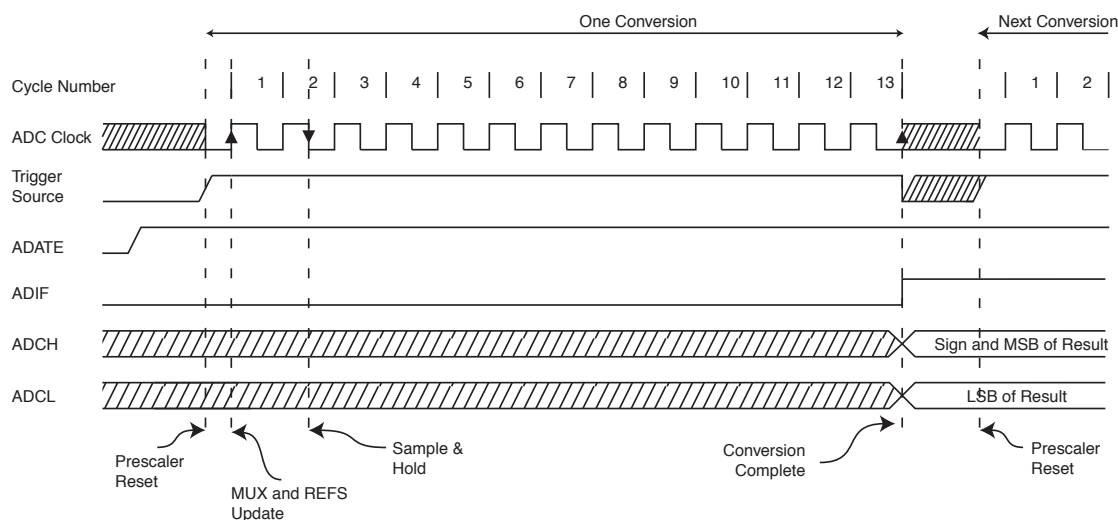 One Conversion
Next Conversion
Cycle Number
1 2 3 4 5 6 7 8 9 10 11 12 13 1 2
ADC Clock
Trigger
Source
ADATE
ADIF
ADCH
Sign and MSB of Result
ADCL
LSB of Result
Prescaler
Reset
MUX and REFS
Update
Sample &
Hold
Conversion
Complete
Prescaler
Reset